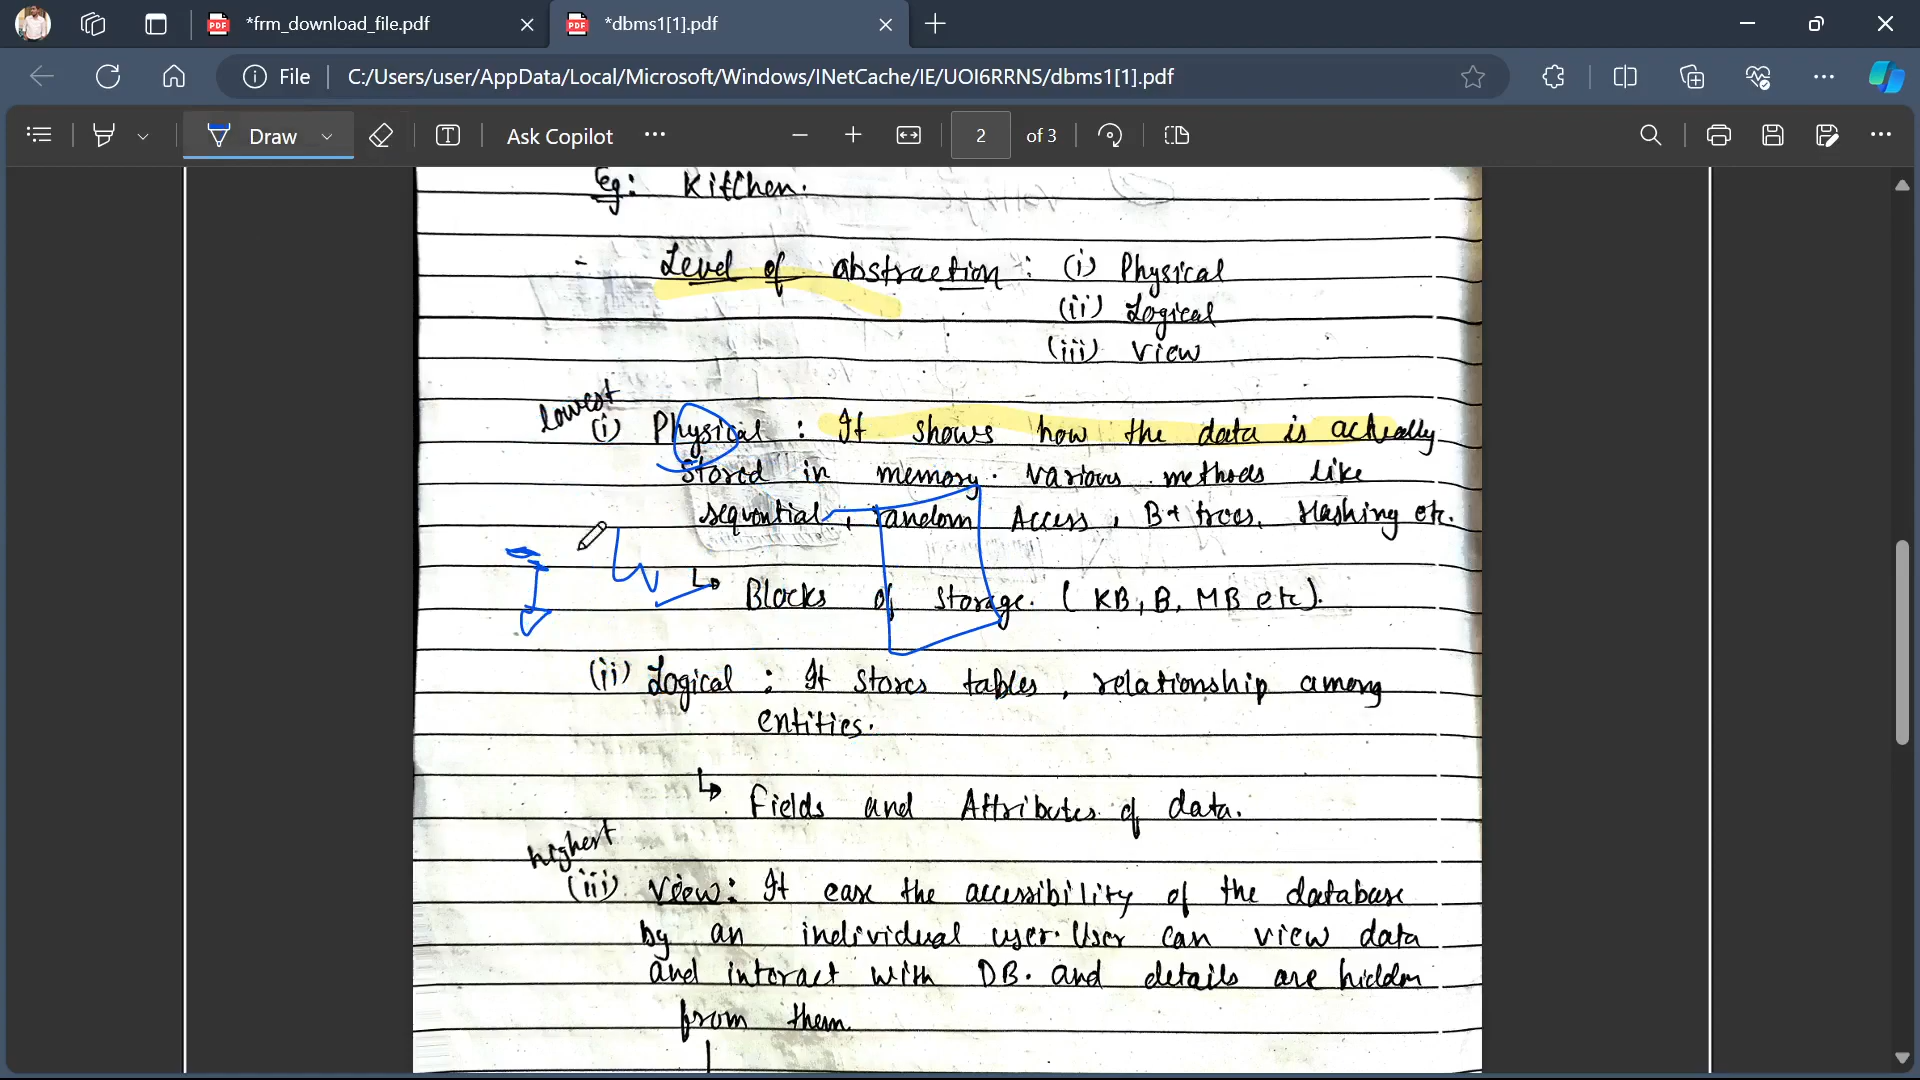 *frm_download_file.pdf
*dbms1[1].pdf
File
C:/Users/user/AppData/Local/Microsoft/Windows/INetCache/IE/UOI6RRNS/dbms1[1].pdf
Draw
Ask Copilot
2 of 3
Eg: Kitchen.
Level of abstraction : (i) Physical
(ii) Logical
(iii) View
lowest
(i) Physical : It shows how the data is actually
stored in memory. Various methods like
sequential, random Access, B+ trees, Hashing etc.
↳ Blocks of storage. ( KB, B, MB etc).
(ii) Logical : It stores tables, relationship among
entities.
↳ Fields and Attributes of data.
highest
(iii) View: It ease the accessibility of the database
by an individual user. User can view data
and interact with DB. and details are hidden
from them.